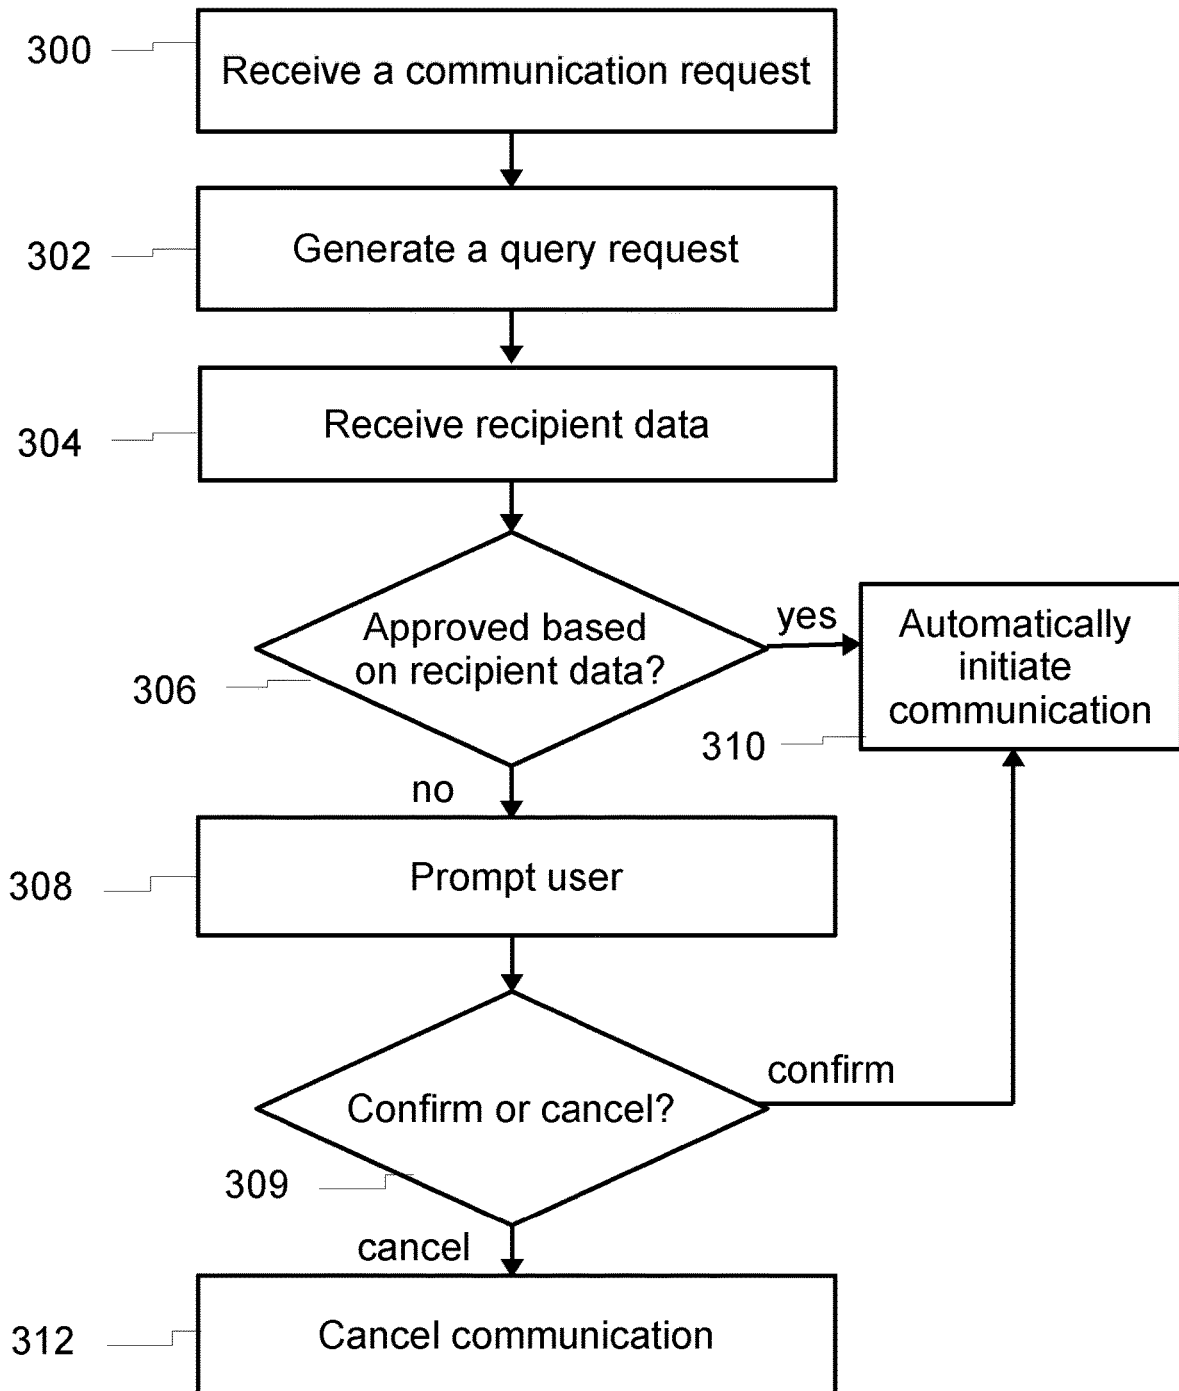 300
Receive a communication request
302
Generate a query request
304
Receive recipient data
306
Approved based
on recipient data?
yes
310
Automatically
initiate
communication
no
308
Prompt user
309
Confirm or cancel?
confirm
cancel
312
Cancel communication